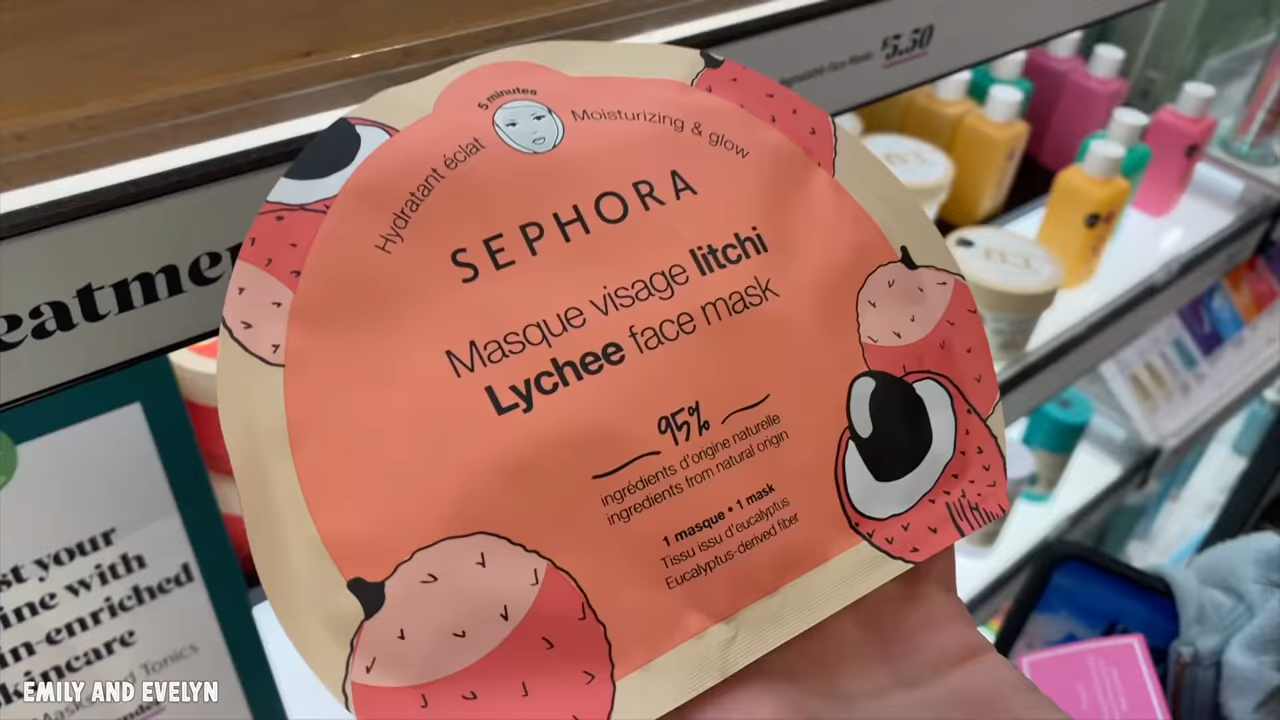 5 minutes
Hydratant éclat
Moisturizing & glow
SEPHORA
Masque visage litchi
Lychee face mask
95%
ingrédients d'origine naturelle
ingredients from natural origin
1 masque • 1 mask
Tissu issu d'eucalyptus
Eucalyptus-derived fiber
$5.50
eatmen
st your
ine with
in-enriched
skincare
Tonics
EMILY AND EVELYN